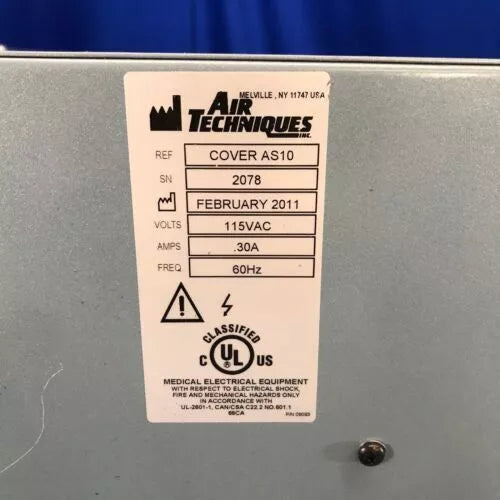 MELVILLE, NY 11747 USA
AIR
TECHNIQUES
INC.
REF COVER AS10
SN 2078
FEBRUARY 2011
VOLTS 115VAC
AMPS .30A
FREQ 60Hz
CLASSIFIED
C UL US
®
MEDICAL ELECTRICAL EQUIPMENT
WITH RESPECT TO ELECTRICAL SHOCK,
FIRE AND MECHANICAL HAZARDS ONLY
IN ACCORDANCE WITH
UL-2601-1, CAN/CSA C22.2 NO.601.1
66CA